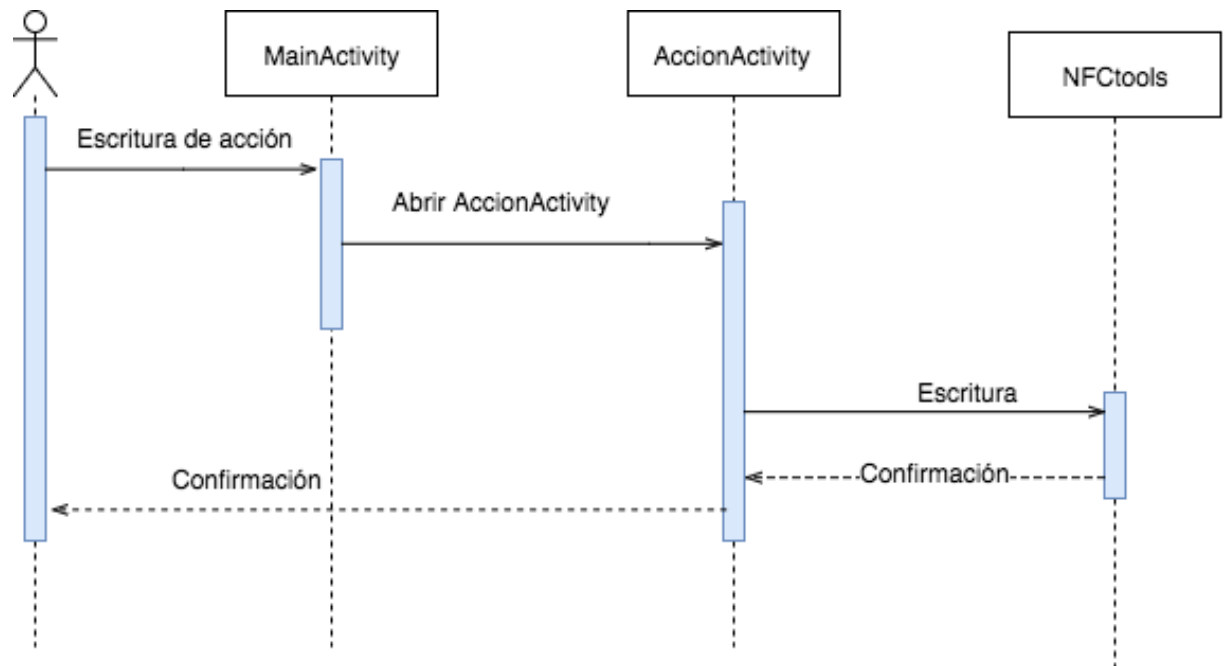 MainActivity
AccionActivity
NFCtools
Escritura de acción
Abrir AccionActivity
Escritura
Confirmación
Confirmación